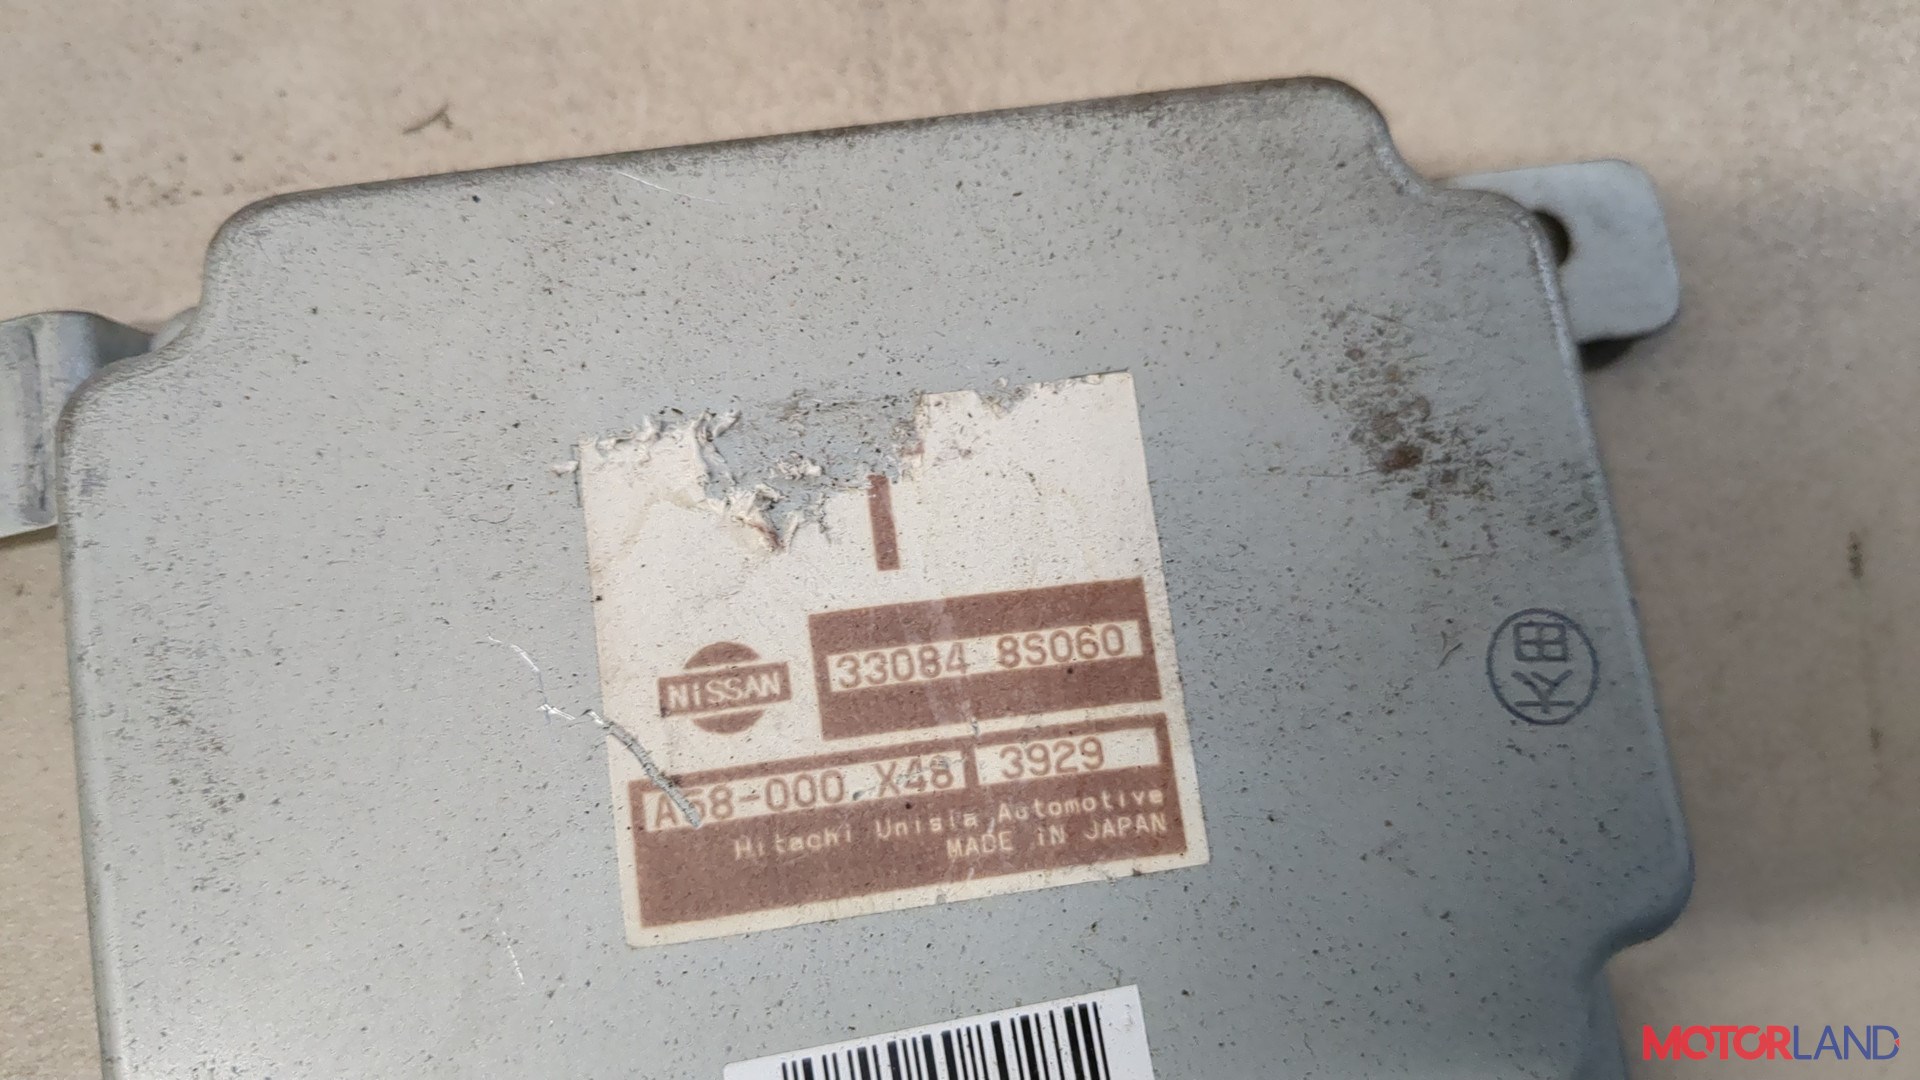 NISSAN
33084 8S060
A58-000 X48 3929
Hitachi Unisia Automotive
MADE IN JAPAN
MOTORLAND